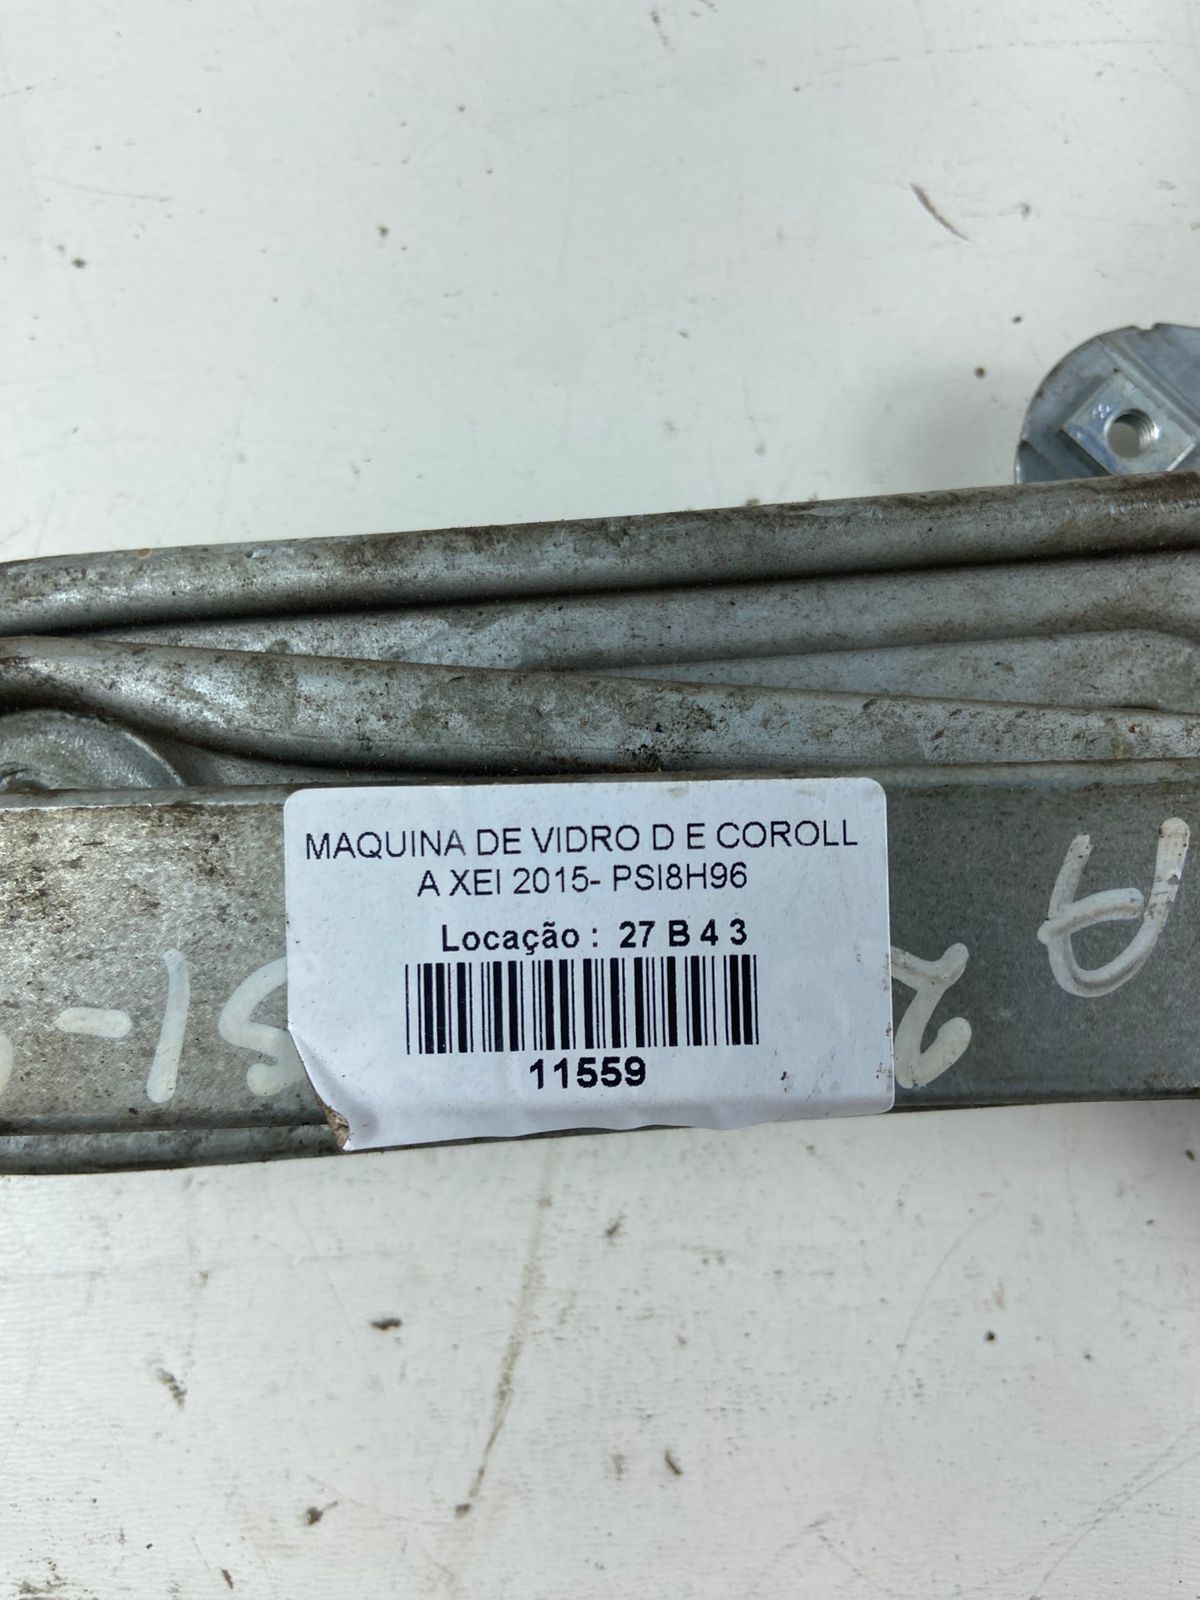 MAQUINA DE VIDRO D E COROLL
A XEI 2015- PSI8H96
Locação : 27 B 4 3
11559